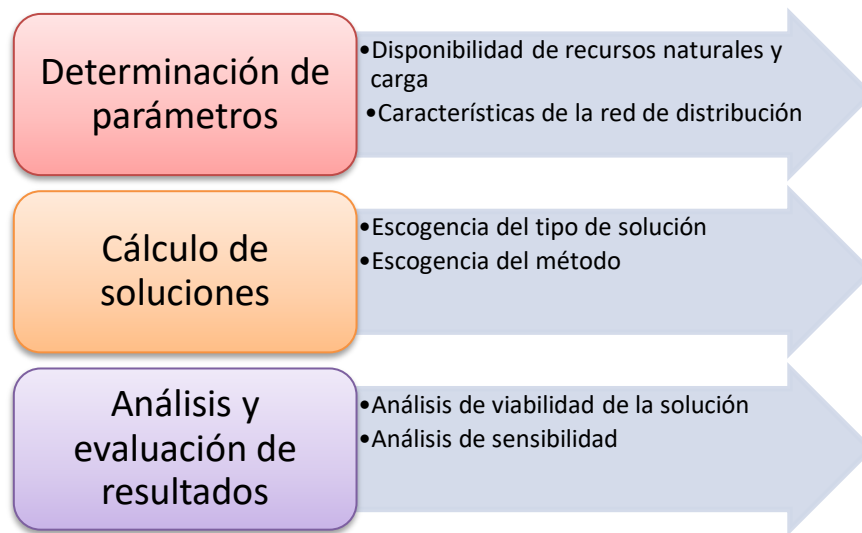 Determinación de
parámetros
•Disponibilidad de recursos naturales y
carga
•Características de la red de distribución
Cálculo de
soluciones
•Escogencia del tipo de solución
•Escogencia del método
Análisis y
evaluación de
resultados
•Análisis de viabilidad de la solución
•Análisis de sensibilidad